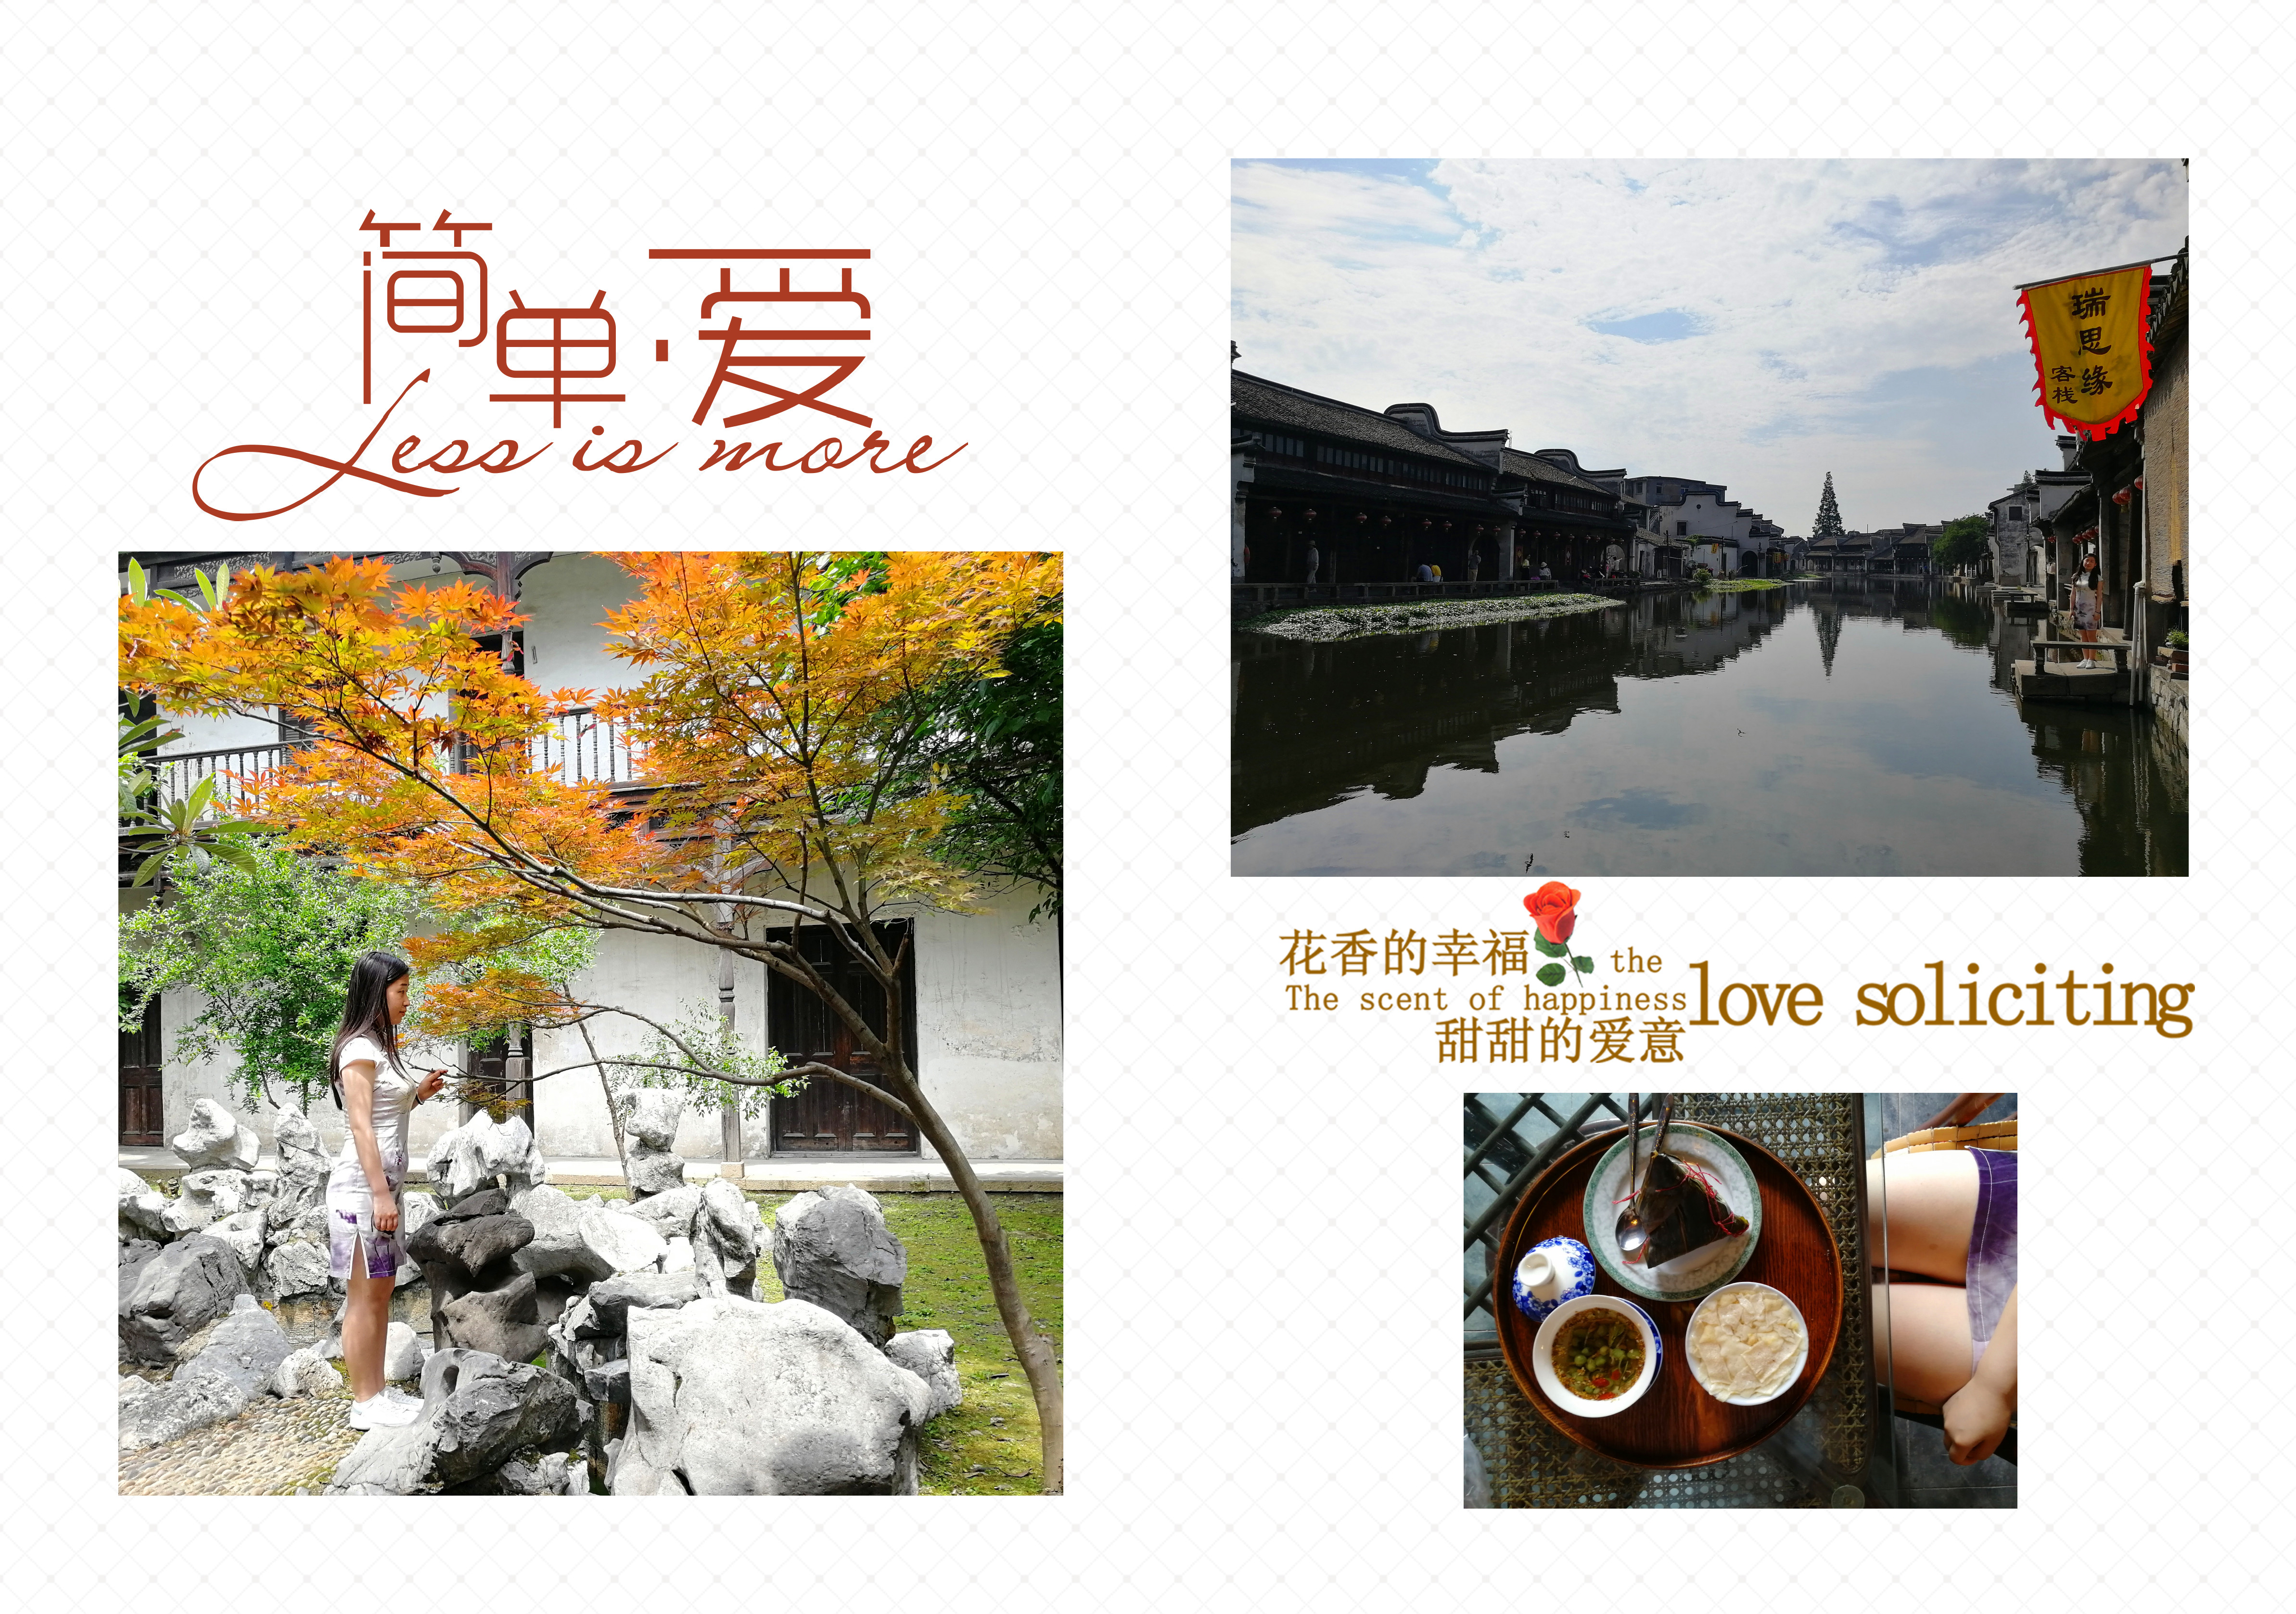 简单·爱
Less is more
瑞思缘
客栈
花香的幸福 the
The scent of happiness
love soliciting
甜甜的爱意